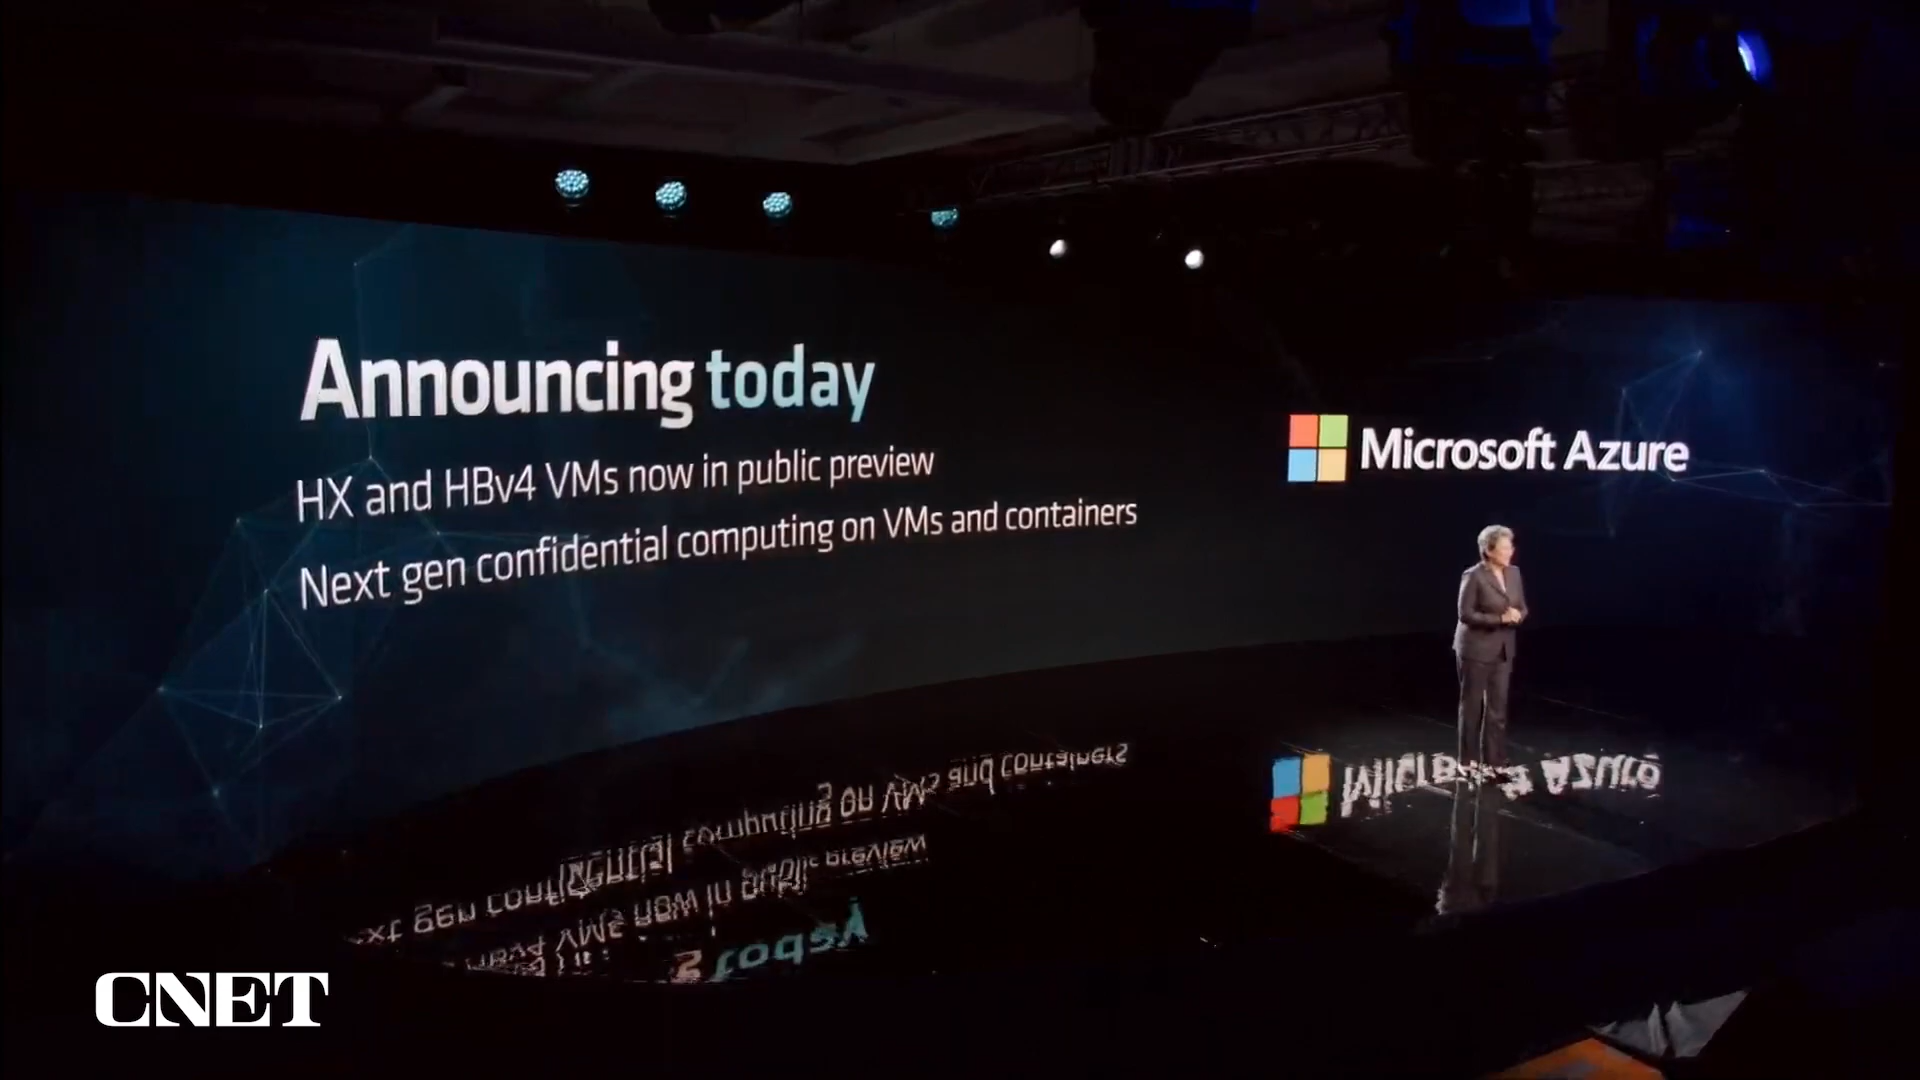 Announcing today
HX and HBv4 VMs now in public preview
Next gen confidential computing on VMs and containers
Microsoft Azure
CNET